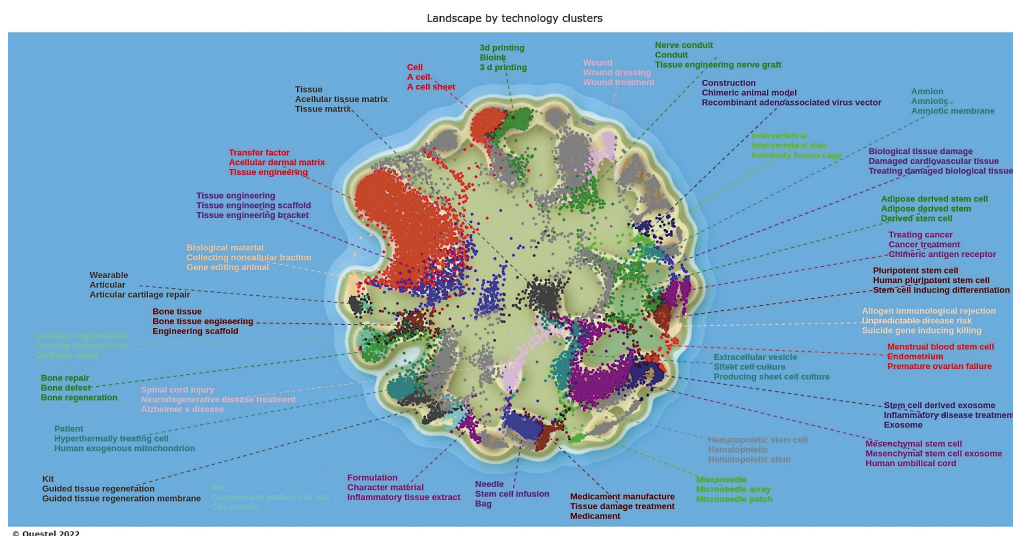 Landscape by technology clusters
3d printing
Bioink
3 d printing
Nerve conduit
Conduit
Tissue engineering nerve graft
Cell
A cell
A cell sheet
Wound
Wound dressing
Wound treatment
Construction
Chimeric animal model
Recombinant adeno associated virus vector
Tissue
Acellular tissue matrix
Tissue matrix
Amnion
Amniotic
Amniotic membrane
Intervertebral
Intervertebral disc
Interbody fusion cage
Transfer factor
Acellular dermal matrix
Tissue engineering
Biological tissue damage
Damaged cardiovascular tissue
Treating damaged biological tissue
Tissue engineering
Tissue engineering scaffold
Tissue engineering bracket
Adipose derived stem cell
Adipose derived stem
Derived stem cell
Biological material
Collecting noncellular fraction
Gene editing animal
Treating cancer
Cancer treatment
Chimeric antigen receptor
Wearable
Articular
Articular cartilage repair
Pluripotent stem cell
Human pluripotent stem cell
Stem cell inducing differentiation
Bone tissue
Bone tissue engineering
Engineering scaffold
Allogen immunological rejection
Unpredictable disease risk
Suicide gene inducing killing
Cartilage regeneration
Cartilage repair
Menstrual blood stem cell
Endometrium
Premature ovarian failure
Extracellular vesicle
Sheet cell culture
Producing sheet cell culture
Bone repair
Bone defect
Bone regeneration
Spinal cord injury
Neurodegenerative disease treatment
Alzheimer s disease
Stem cell derived exosome
Inflammatory disease treatment
Exosome
Patient
Hyperthermally treating cell
Human exogenous mitochondrion
Hematopoietic stem cell
Hematopoietic
Hematopoietic stem
Mesenchymal stem cell
Mesenchymal stem cell exosome
Human umbilical cord
Kit
Guided tissue regeneration
Guided tissue regeneration membrane
Gel
Formulation
Character material
Inflammatory tissue extract
Needle
Stem cell infusion
Bag
Medicament manufacture
Tissue damage treatment
Medicament
Microneedle
Microneedle array
Microneedle patch
© Questel 2022